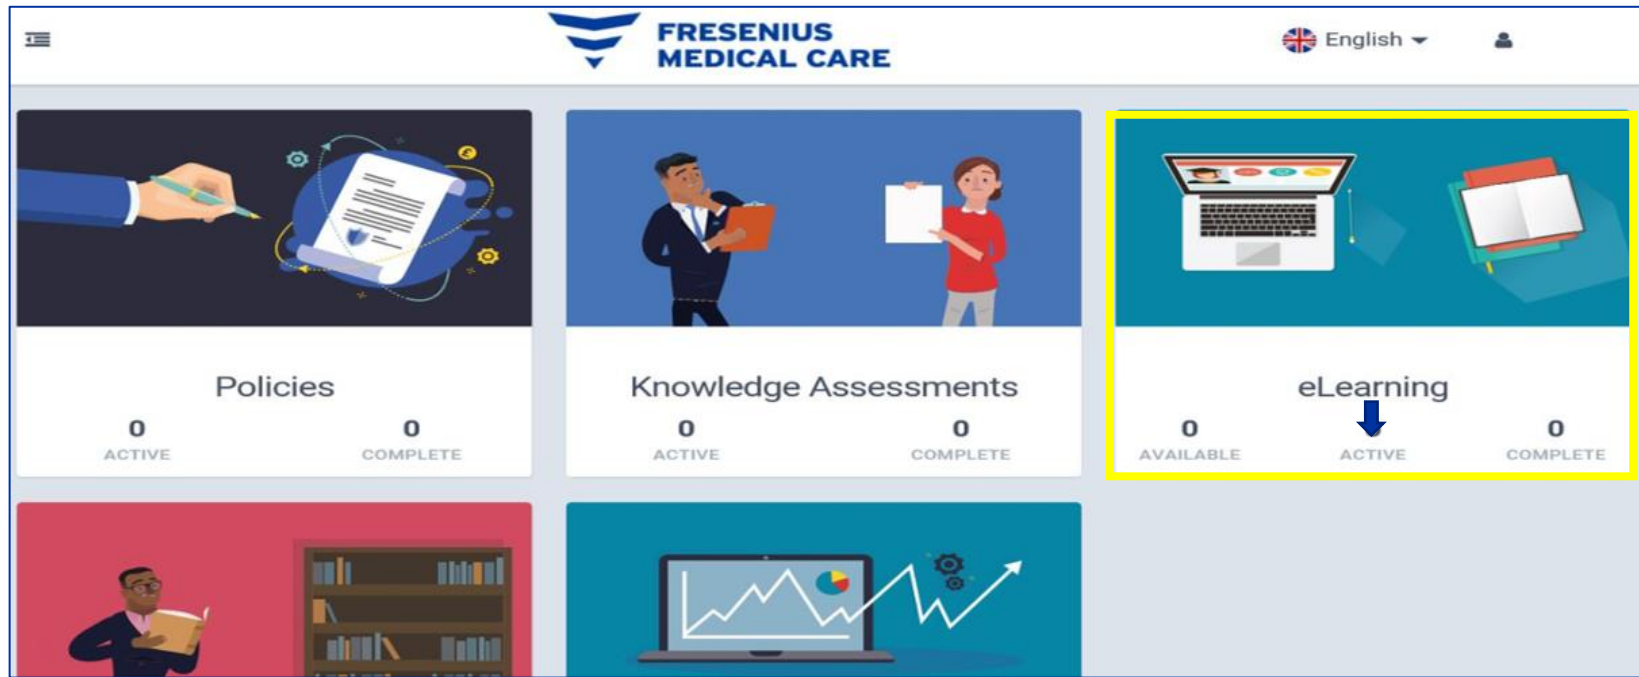 FRESENIUS
MEDICAL CARE
English
Policies
0 0
ACTIVE COMPLETE
Knowledge Assessments
0 0
ACTIVE COMPLETE
eLearning
0 0
AVAILABLE ACTIVE COMPLETE